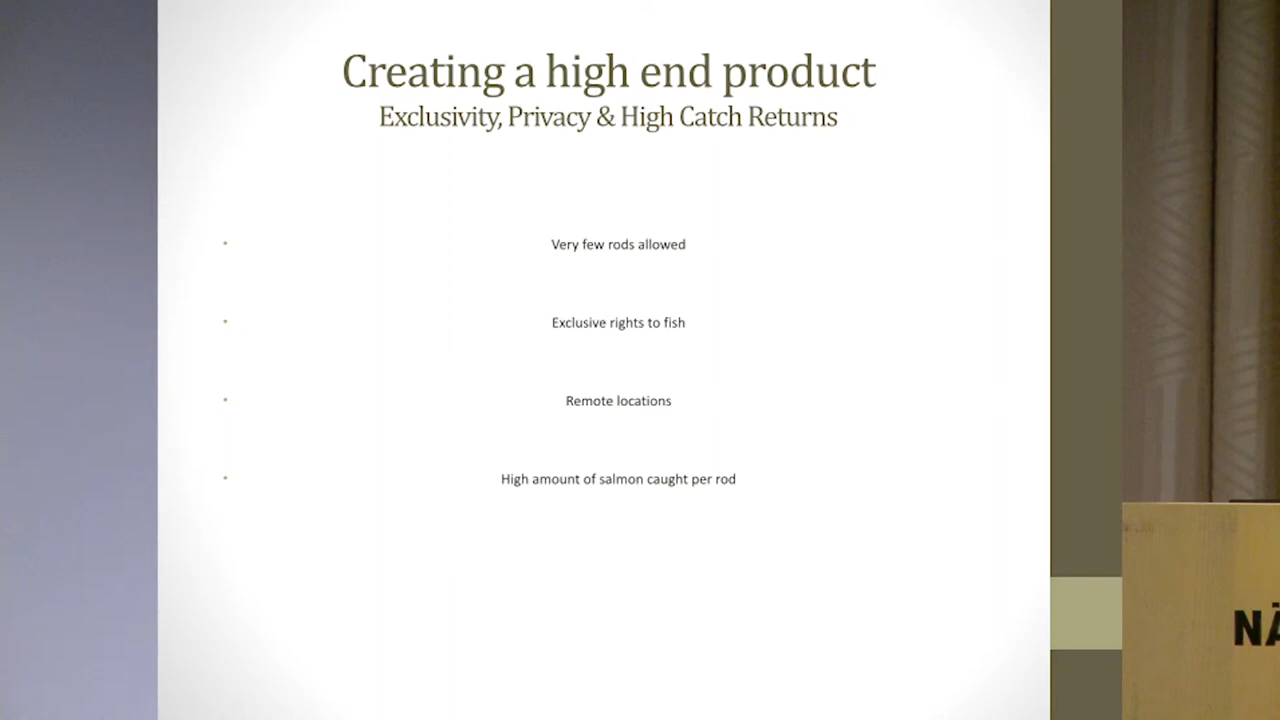 Creating a high end product
Exclusivity, Privacy & High Catch Returns
• Very few rods allowed
• Exclusive rights to fish
• Remote locations
• High amount of salmon caught per rod